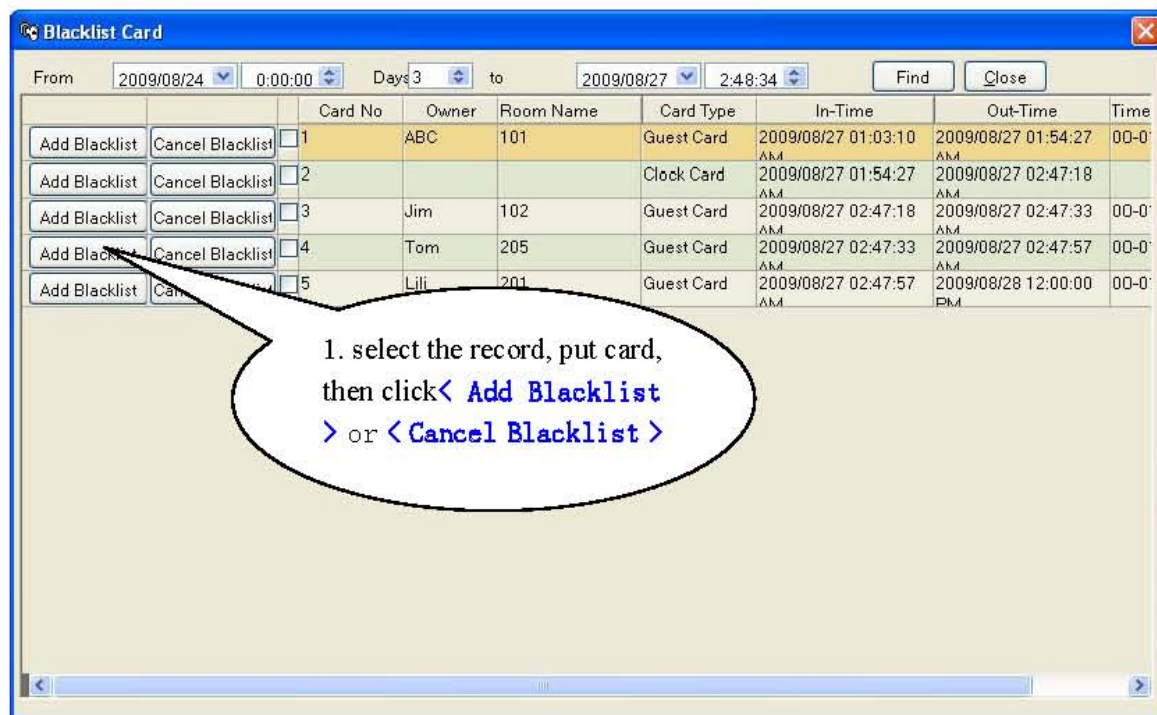 Blacklist Card
From 2009/08/24 0:00:00 Days 3 to 2009/08/27 2:48:34 Find Close
Card No Owner Room Name Card Type In-Time Out-Time Time
Add Blacklist Cancel Blacklist 1 ABC 101 Guest Card 2009/08/27 01:03:10 AM 2009/08/27 01:54:27 AM 00-0
Add Blacklist Cancel Blacklist 2 Clock Card 2009/08/27 01:54:27 AM 2009/08/27 02:47:18 AM
Add Blacklist Cancel Blacklist 3 Jim 102 Guest Card 2009/08/27 02:47:18 AM 2009/08/27 02:47:33 AM 00-0
Add Blacklist Cancel Blacklist 4 Tom 205 Guest Card 2009/08/27 02:47:33 AM 2009/08/27 02:47:57 AM 00-0
Add Blacklist 5 Lili 201 Guest Card 2009/08/27 02:47:57 AM 2009/08/28 12:00:00 PM 00-0
1. select the record, put card,
then click< Add Blacklist
> or <Cancel Blacklist >